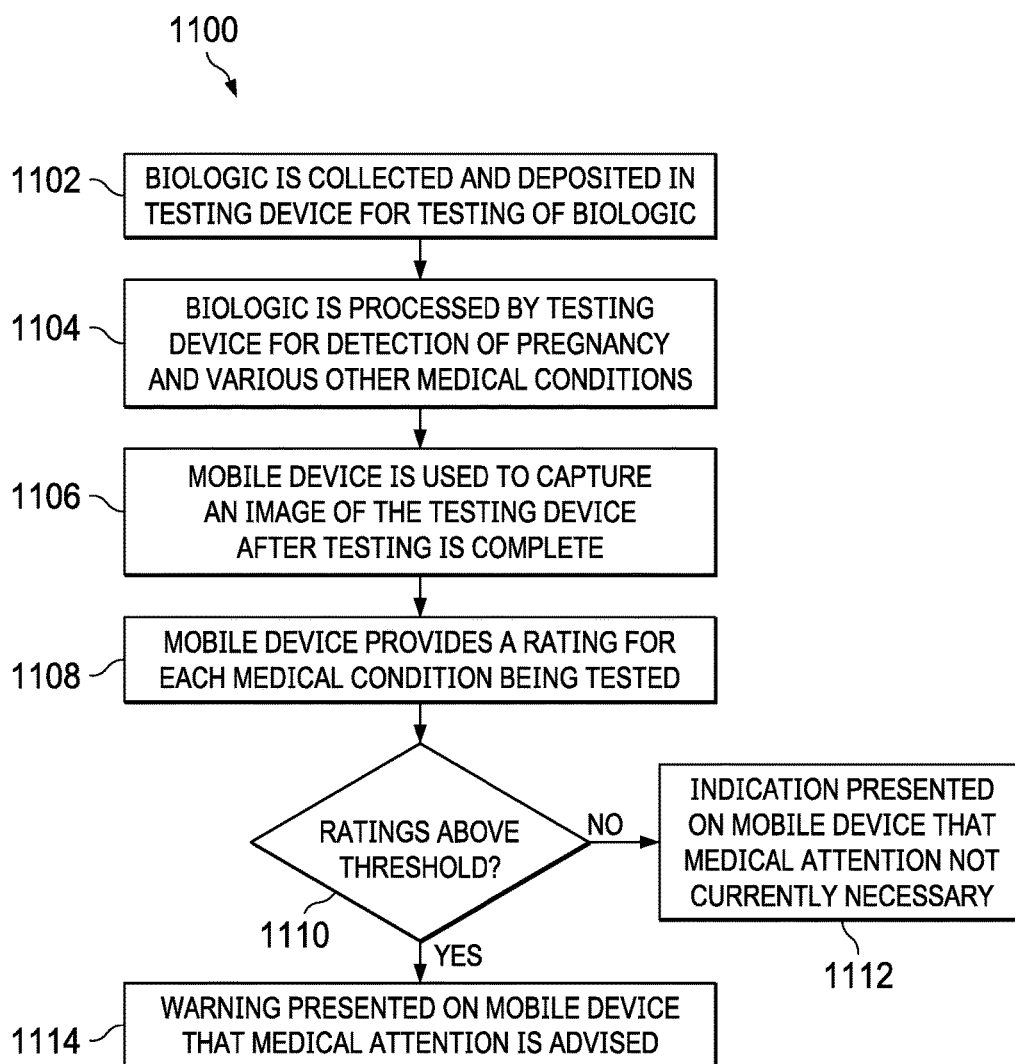 1100
1102
BIOLOGIC IS COLLECTED AND DEPOSITED IN
TESTING DEVICE FOR TESTING OF BIOLOGIC
1104
BIOLOGIC IS PROCESSED BY TESTING
DEVICE FOR DETECTION OF PREGNANCY
AND VARIOUS OTHER MEDICAL CONDITIONS
1106
MOBILE DEVICE IS USED TO CAPTURE
AN IMAGE OF THE TESTING DEVICE
AFTER TESTING IS COMPLETE
1108
MOBILE DEVICE PROVIDES A RATING FOR
EACH MEDICAL CONDITION BEING TESTED
RATINGS ABOVE
THRESHOLD?
1110
NO
INDICATION PRESENTED
ON MOBILE DEVICE THAT
MEDICAL ATTENTION NOT
CURRENTLY NECESSARY
1112
YES
1114
WARNING PRESENTED ON MOBILE DEVICE
THAT MEDICAL ATTENTION IS ADVISED